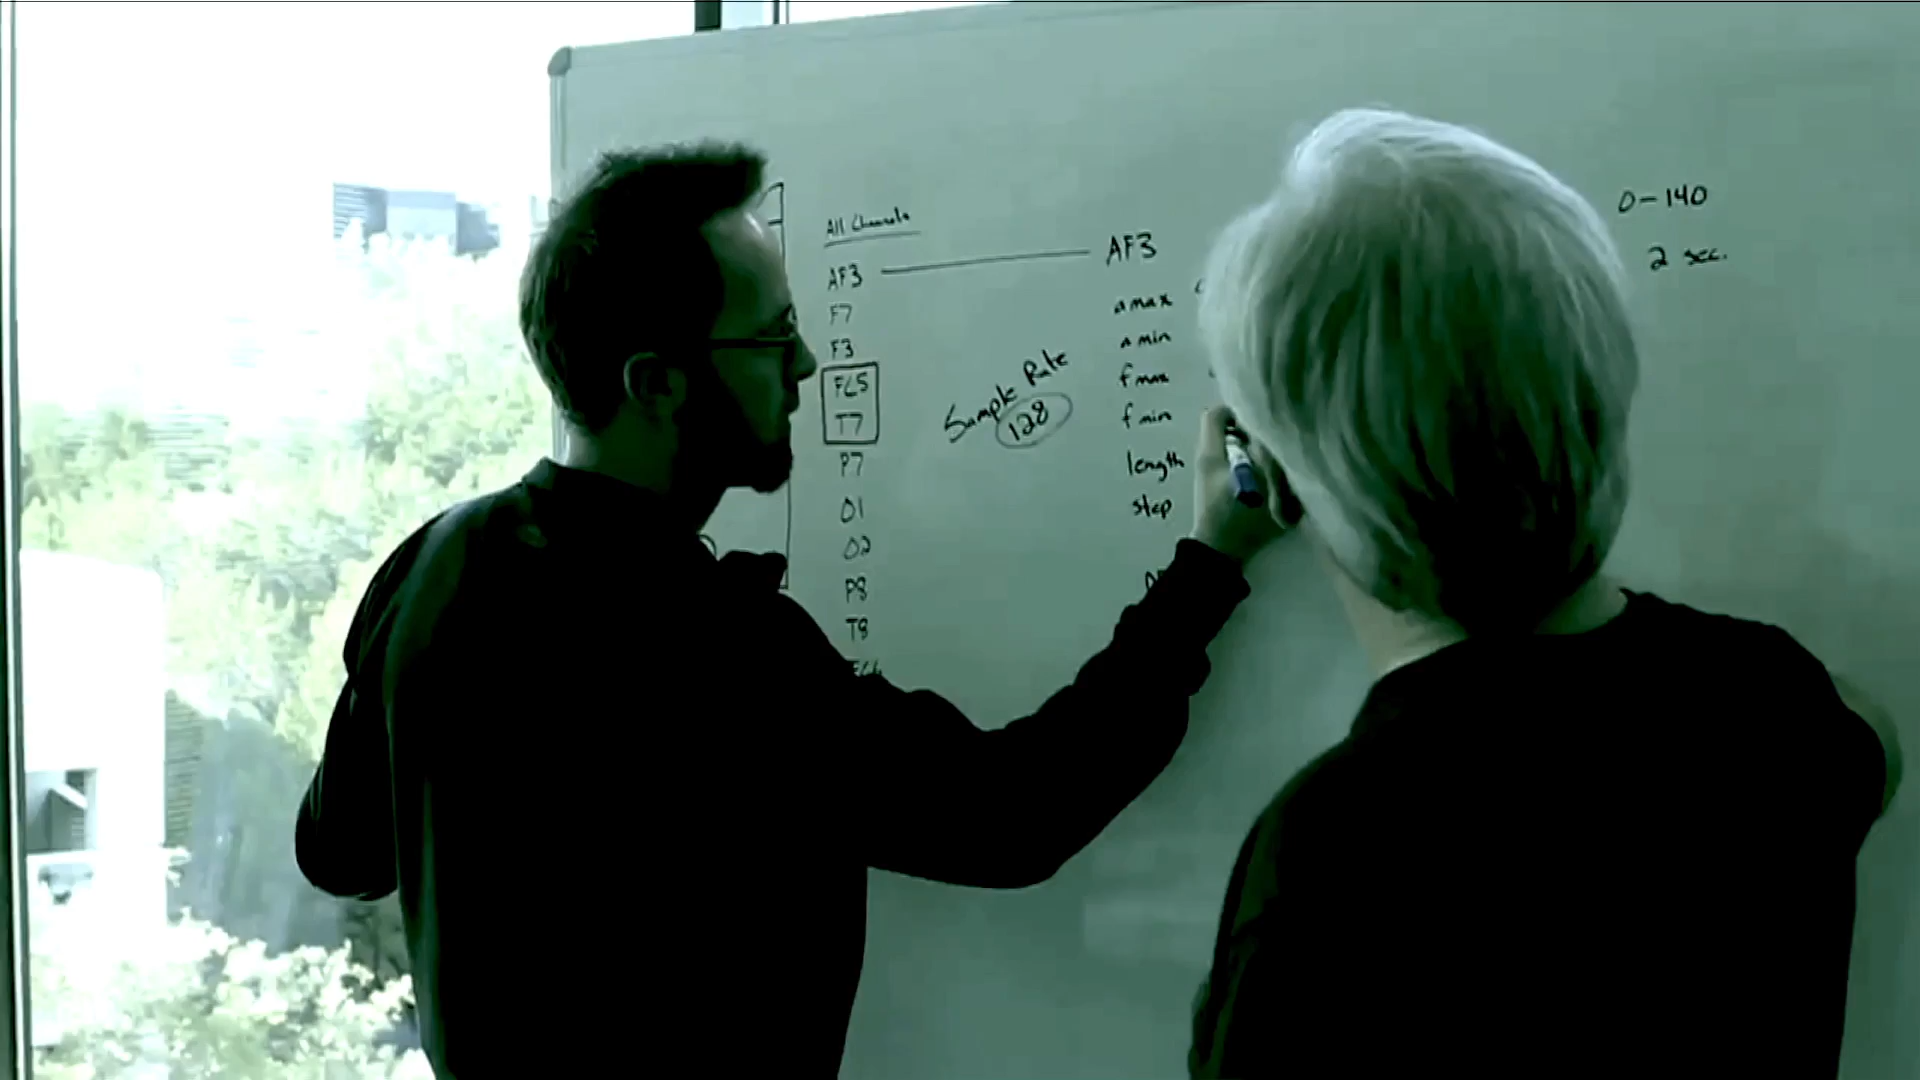 All Channels
AF3
F7
F3
FC5
T7
P7
O1
O2
P8
T8
FC6
Sample Rate
128
AF3
a max
a min
f max
f min
length
step
0-140
2 sec.